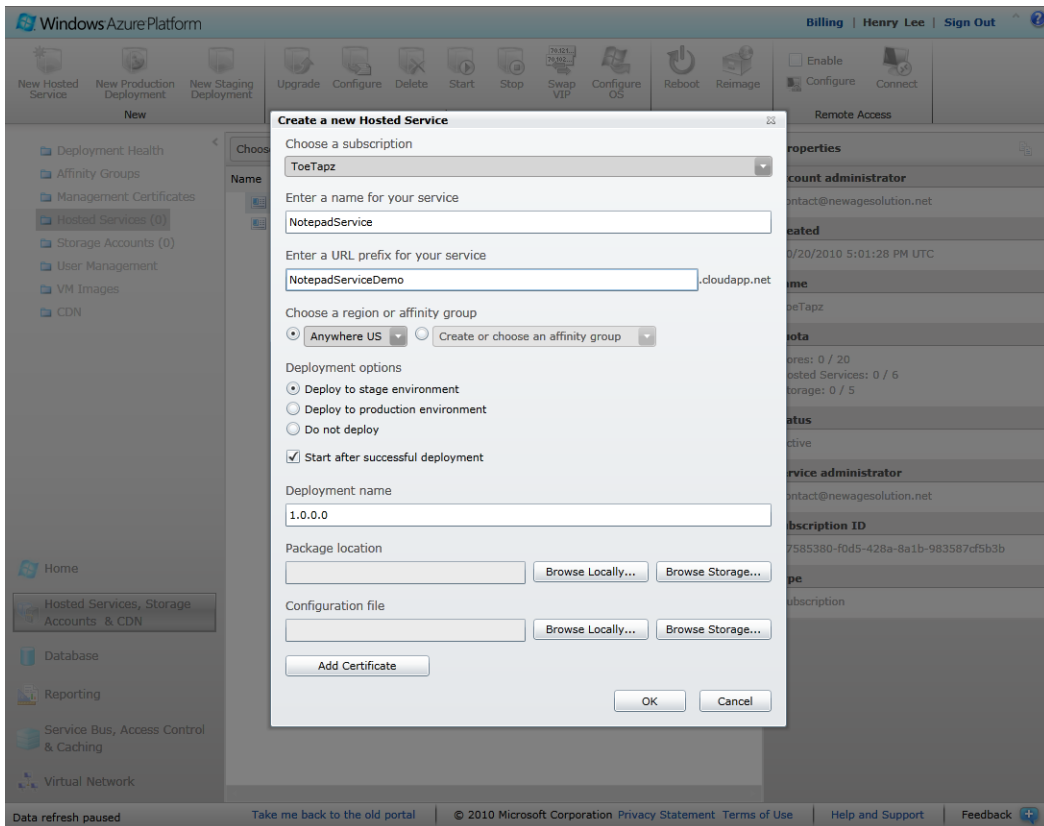 Windows Azure Platform
Billing | Henry Lee | Sign Out
New Hosted Service
New Production Deployment
New Staging Deployment
Upgrade
Configure
Delete
Start
Stop
Swap VIP
Configure OS
Reboot
Reimage
Enable
Configure
Connect
New
Remote Access
Deployment Health
Affinity Groups
Management Certificates
Hosted Services (0)
Storage Accounts (0)
User Management
VM Images
CDN
Home
Hosted Services, Storage
Accounts & CDN
Database
Reporting
Service Bus, Access Control
& Caching
Virtual Network
Choos
Name
Create a new Hosted Service
Choose a subscription
ToeTapz
Enter a name for your service
NotepadService
Enter a URL prefix for your service
NotepadServiceDemo .cloudapp.net
Choose a region or affinity group
Anywhere US Create or choose an affinity group
Deployment options
Deploy to stage environment
Deploy to production environment
Do not deploy
Start after successful deployment
Deployment name
1.0.0.0
Package location
Browse Locally... Browse Storage...
Configuration file
Browse Locally... Browse Storage...
Add Certificate
OK Cancel
roperties
count administrator
ontact@newagesolution.net
eated
0/20/2010 5:01:28 PM UTC
ame
oeTapz
uota
ores: 0 / 20
osted Services: 0 / 6
torage: 0 / 5
atus
ctive
rvice administrator
ontact@newagesolution.net
bscription ID
7585380-f0d5-428a-8a1b-983587cf5b3b
pe
ubscription
Data refresh paused
Take me back to the old portal
© 2010 Microsoft Corporation Privacy Statement Terms of Use
Help and Support
Feedback